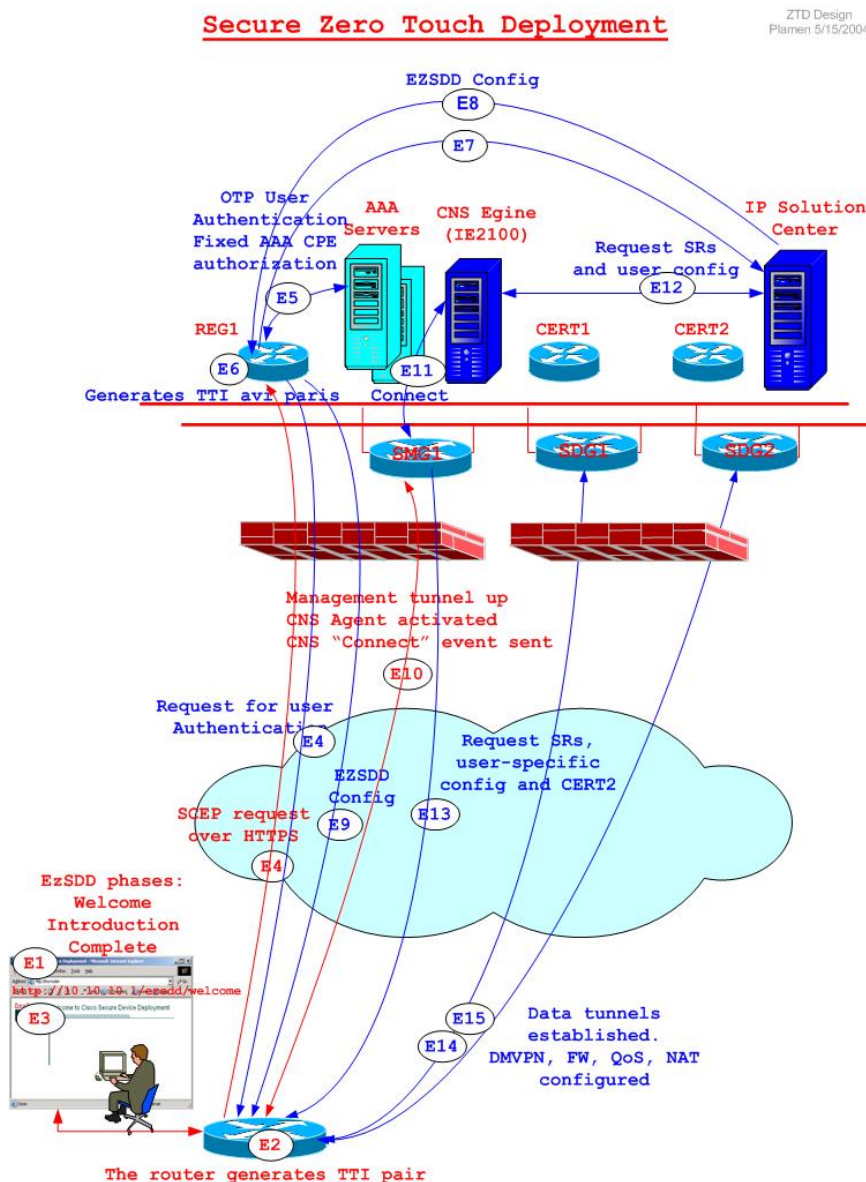 Secure Zero Touch Deployment
ZTD Design
Plamen 5/15/2004
EZSDD Config
E8
E7
OTP User
Authentication
Fixed AAA CPE
authorization
AAA
Servers
CNS Egine
(IE2100)
IP Solution
Center
Request SRs
and user config
E5
E12
REG1
CERT1
CERT2
E6
E11
Generates TTI avi paris
Connect
SMG1
SDG1
SDG2
Management tunnel up
CNS Agent activated
CNS “Connect” event sent
E10
Request for user
Authentication
E4
Request SRs,
user-specific
config and CERT2
EZSDD
Config
E9
E13
SCEP request
over HTTPS
E4
EzSDD phases:
Welcome
Introduction
Complete
E1
http://10.10.10.1/ezsdd/welcome
E3
to Cisco Secure Device Deployment
E15
E14
Data tunnels
established.
DMVPN, FW, QoS, NAT
configured
E2
The router generates TTI pair